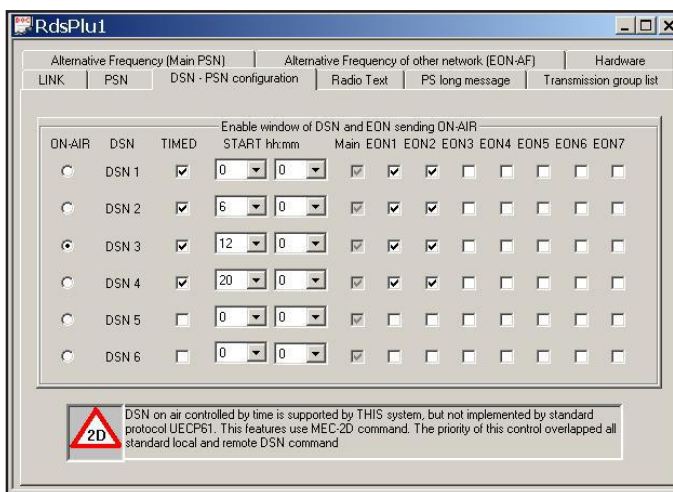 RdsPlu1
Alternative Frequency (Main PSN) Alternative Frequency of other network (EON-AF) Hardware
LINK PSN DSN - PSN configuration Radio Text PS long message Transmission group list
Enable window of DSN and EON sending ON-AIR
ON-AIR DSN TIMED START hh:mm Main EON1 EON2 EON3 EON4 EON5 EON6 EON7
DSN 1 0 0
DSN 2 6 0
DSN 3 12 0
DSN 4 20 0
DSN 5 0 0
DSN 6 0 0
2D
DSN on air controlled by time is supported by THIS system, but not implemented by standard
protocol UECP61. This features use MEC-2D command. The priority of this control overlapped all
standard local and remote DSN command